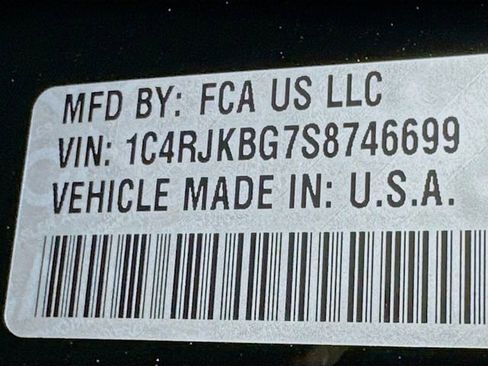 MFD BY: FCA US LLC
VIN: 1C4RJKBG7S8746699
VEHICLE MADE IN: U.S.A.